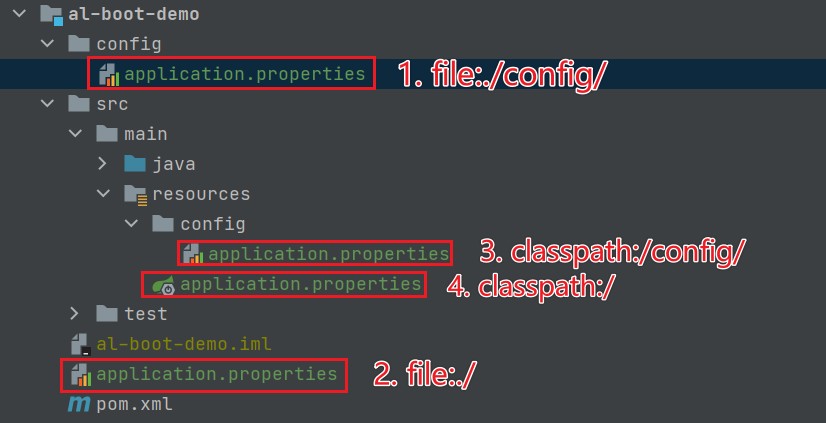 al-boot-demo
config
application.properties 1. file:./config/
src
main
java
resources
config
application.properties 3. classpath:/config/
application.properties 4. classpath:/
test
al-boot-demo.iml
application.properties 2. file:./
m pom.xml